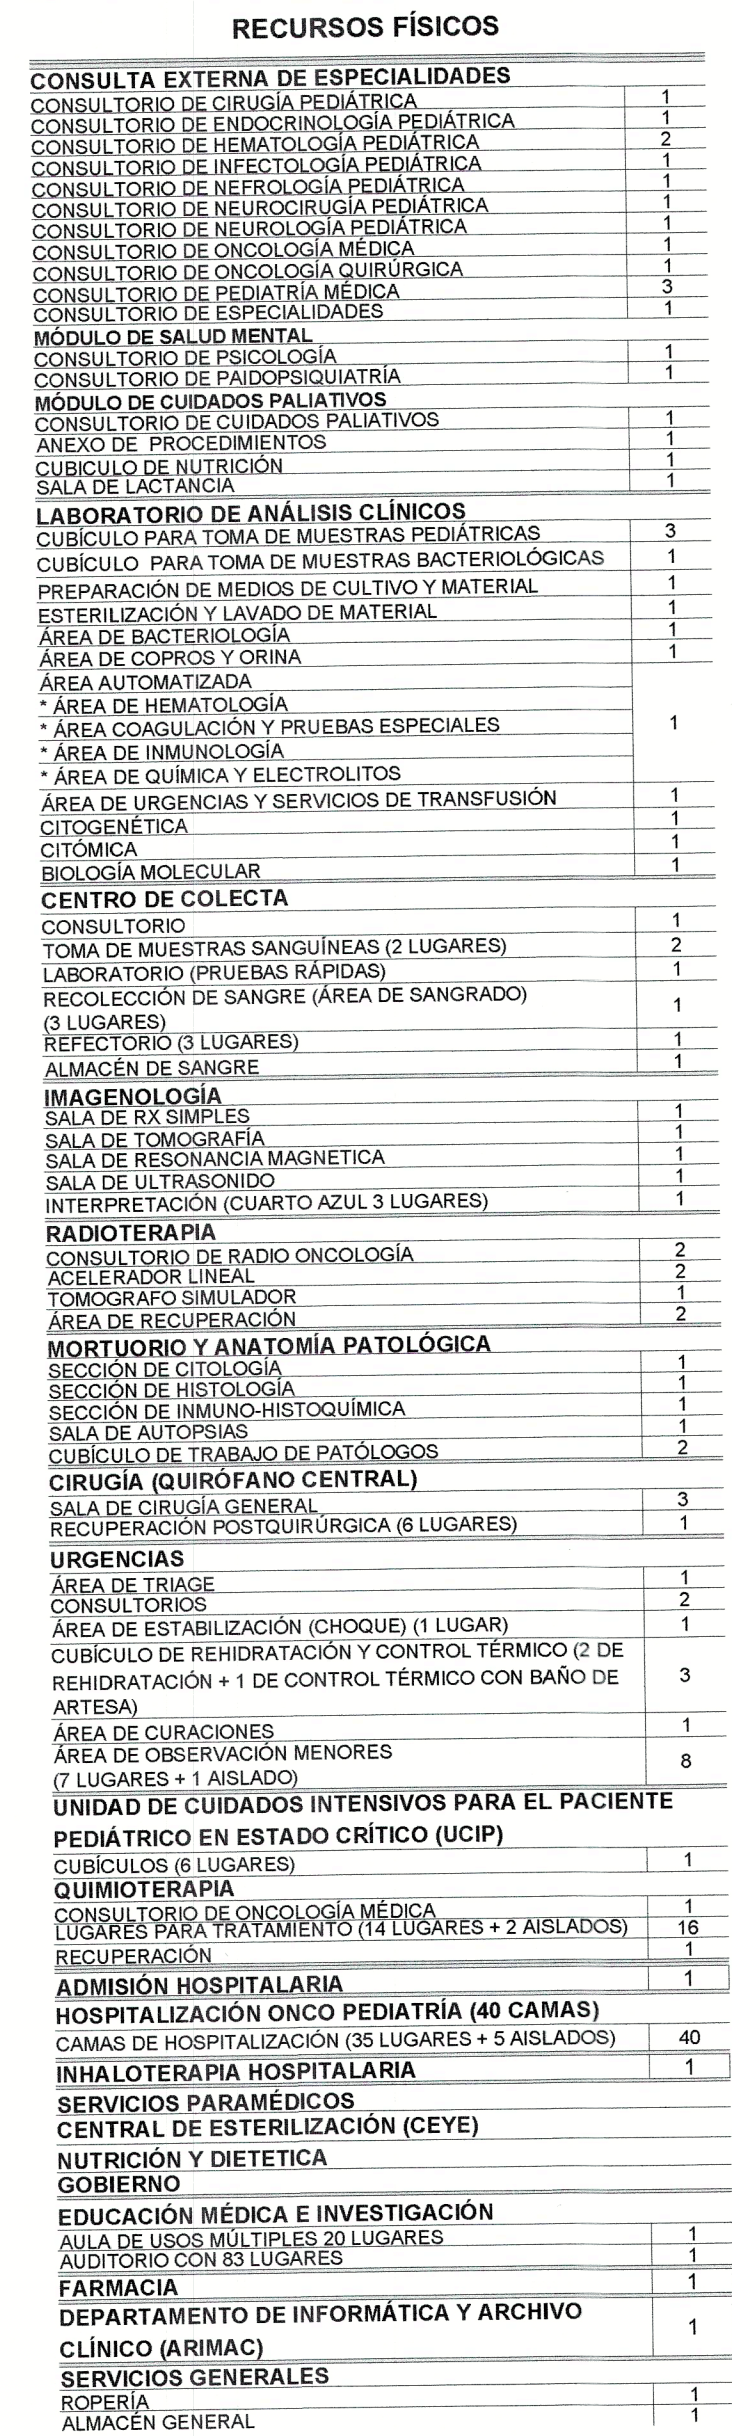 RECURSOS FÍSICOS
CONSULTA EXTERNA DE ESPECIALIDADES
CONSULTORIO DE CIRUGÍA PEDIÁTRICA 1
CONSULTORIO DE ENDOCRINOLOGÍA PEDIÁTRICA 1
CONSULTORIO DE HEMATOLOGÍA PEDIÁTRICA 2
CONSULTORIO DE INFECTOLOGÍA PEDIÁTRICA 1
CONSULTORIO DE NEFROLOGÍA PEDIÁTRICA 1
CONSULTORIO DE NEUROCIRUGÍA PEDIÁTRICA 1
CONSULTORIO DE NEUROLOGÍA PEDIÁTRICA 1
CONSULTORIO DE ONCOLOGÍA MÉDICA 1
CONSULTORIO DE ONCOLOGÍA QUIRÚRGICA 1
CONSULTORIO DE PEDIATRÍA MÉDICA 3
CONSULTORIO DE ESPECIALIDADES 1
MÓDULO DE SALUD MENTAL
CONSULTORIO DE PSICOLOGÍA 1
CONSULTORIO DE PAIDOPSIQUIATRÍA 1
MÓDULO DE CUIDADOS PALIATIVOS
CONSULTORIO DE CUIDADOS PALIATIVOS 1
ANEXO DE PROCEDIMIENTOS 1
CUBICULO DE NUTRICIÓN 1
SALA DE LACTANCIA 1
LABORATORIO DE ANÁLISIS CLÍNICOS
CUBÍCULO PARA TOMA DE MUESTRAS PEDIÁTRICAS 3
CUBÍCULO PARA TOMA DE MUESTRAS BACTERIOLÓGICAS 1
PREPARACIÓN DE MEDIOS DE CULTIVO Y MATERIAL 1
ESTERILIZACIÓN Y LAVADO DE MATERIAL 1
ÁREA DE BACTERIOLOGÍA 1
ÁREA DE COPROS Y ORINA 1
ÁREA AUTOMATIZADA
* ÁREA DE HEMATOLOGÍA
* ÁREA COAGULACIÓN Y PRUEBAS ESPECIALES 1
* ÁREA DE INMUNOLOGÍA
* ÁREA DE QUÍMICA Y ELECTROLITOS
ÁREA DE URGENCIAS Y SERVICIOS DE TRANSFUSIÓN 1
CITOGENÉTICA 1
CITÓMICA 1
BIOLOGÍA MOLECULAR 1
CENTRO DE COLECTA
CONSULTORIO 1
TOMA DE MUESTRAS SANGUÍNEAS (2 LUGARES) 2
LABORATORIO (PRUEBAS RÁPIDAS) 1
RECOLECCIÓN DE SANGRE (ÁREA DE SANGRADO)
(3 LUGARES) 1
REFECTORIO (3 LUGARES) 1
ALMACÉN DE SANGRE 1
IMAGENOLOGÍA
SALA DE RX SIMPLES 1
SALA DE TOMOGRAFÍA 1
SALA DE RESONANCIA MAGNETICA 1
SALA DE ULTRASONIDO 1
INTERPRETACIÓN (CUARTO AZUL 3 LUGARES) 1
RADIOTERAPIA
CONSULTORIO DE RADIO ONCOLOGÍA 2
ACELERADOR LINEAL 2
TOMOGRAFO SIMULADOR 1
ÁREA DE RECUPERACIÓN 2
MORTUORIO Y ANATOMÍA PATOLÓGICA
SECCIÓN DE CITOLOGÍA 1
SECCIÓN DE HISTOLOGÍA 1
SECCIÓN DE INMUNO-HISTOQUÍMICA 1
SALA DE AUTOPSIAS 1
CUBÍCULO DE TRABAJO DE PATÓLOGOS 2
CIRUGÍA (QUIRÓFANO CENTRAL)
SALA DE CIRUGÍA GENERAL 3
RECUPERACIÓN POSTQUIRÚRGICA (6 LUGARES) 1
URGENCIAS
ÁREA DE TRIAGE 1
CONSULTORIOS 2
ÁREA DE ESTABILIZACIÓN (CHOQUE) (1 LUGAR) 1
CUBÍCULO DE REHIDRATACIÓN Y CONTROL TÉRMICO (2 DE
REHIDRATACIÓN + 1 DE CONTROL TÉRMICO CON BAÑO DE 3
ARTESA)
ÁREA DE CURACIONES 1
ÁREA DE OBSERVACIÓN MENORES
(7 LUGARES + 1 AISLADO) 8
UNIDAD DE CUIDADOS INTENSIVOS PARA EL PACIENTE
PEDIÁTRICO EN ESTADO CRÍTICO (UCIP)
CUBÍCULOS (6 LUGARES) 1
QUIMIOTERAPIA
CONSULTORIO DE ONCOLOGÍA MÉDICA 1
LUGARES PARA TRATAMIENTO (14 LUGARES + 2 AISLADOS) 16
RECUPERACIÓN 1
ADMISIÓN HOSPITALARIA 1
HOSPITALIZACIÓN ONCO PEDIATRÍA (40 CAMAS)
CAMAS DE HOSPITALIZACIÓN (35 LUGARES + 5 AISLADOS) 40
INHALOTERAPIA HOSPITALARIA 1
SERVICIOS PARAMÉDICOS
CENTRAL DE ESTERILIZACIÓN (CEYE)
NUTRICIÓN Y DIETETICA
GOBIERNO
EDUCACIÓN MÉDICA E INVESTIGACIÓN
AULA DE USOS MÚLTIPLES 20 LUGARES 1
AUDITORIO CON 83 LUGARES 1
FARMACIA 1
DEPARTAMENTO DE INFORMÁTICA Y ARCHIVO
CLÍNICO (ARIMAC) 1
SERVICIOS GENERALES
ROPERÍA 1
ALMACÉN GENERAL 1